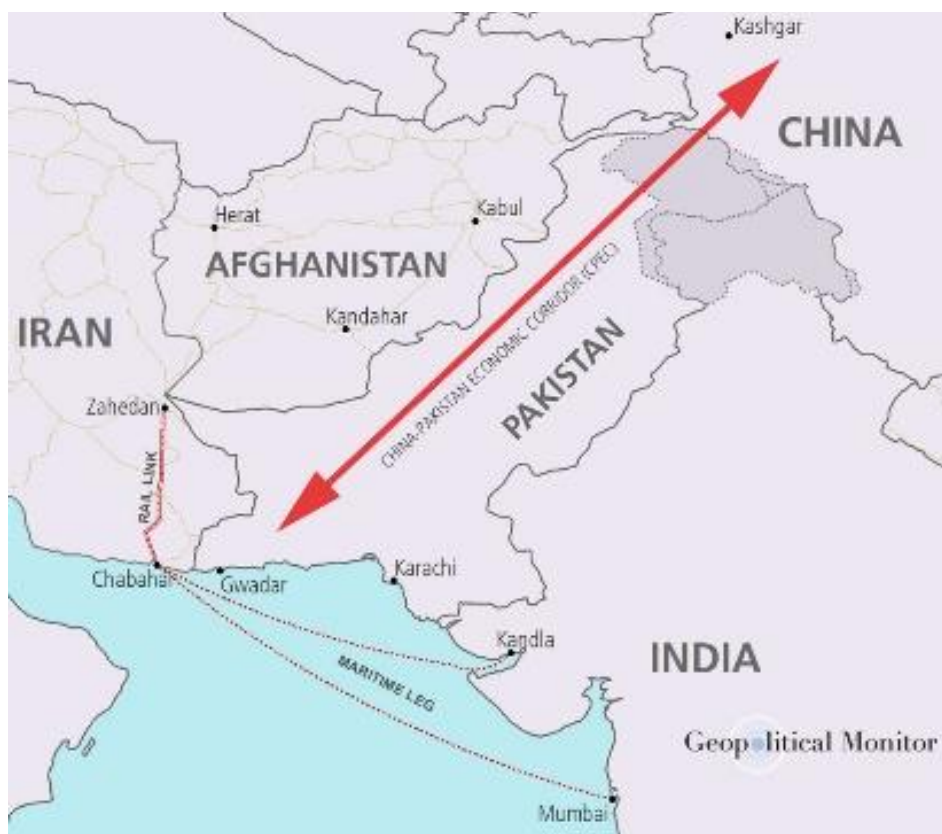 Kashgar
CHINA
Herat
Kabul
AFGHANISTAN
Kandahar
IRAN
CHINA-PAKISTAN ECONOMIC CORRIDOR (CPEC)
PAKISTAN
Zahedan
RAIL LINK
Chabahar
Gwadar
Karachi
Kandla
MARITIME LEG
INDIA
Geopolitical Monitor
Mumbai